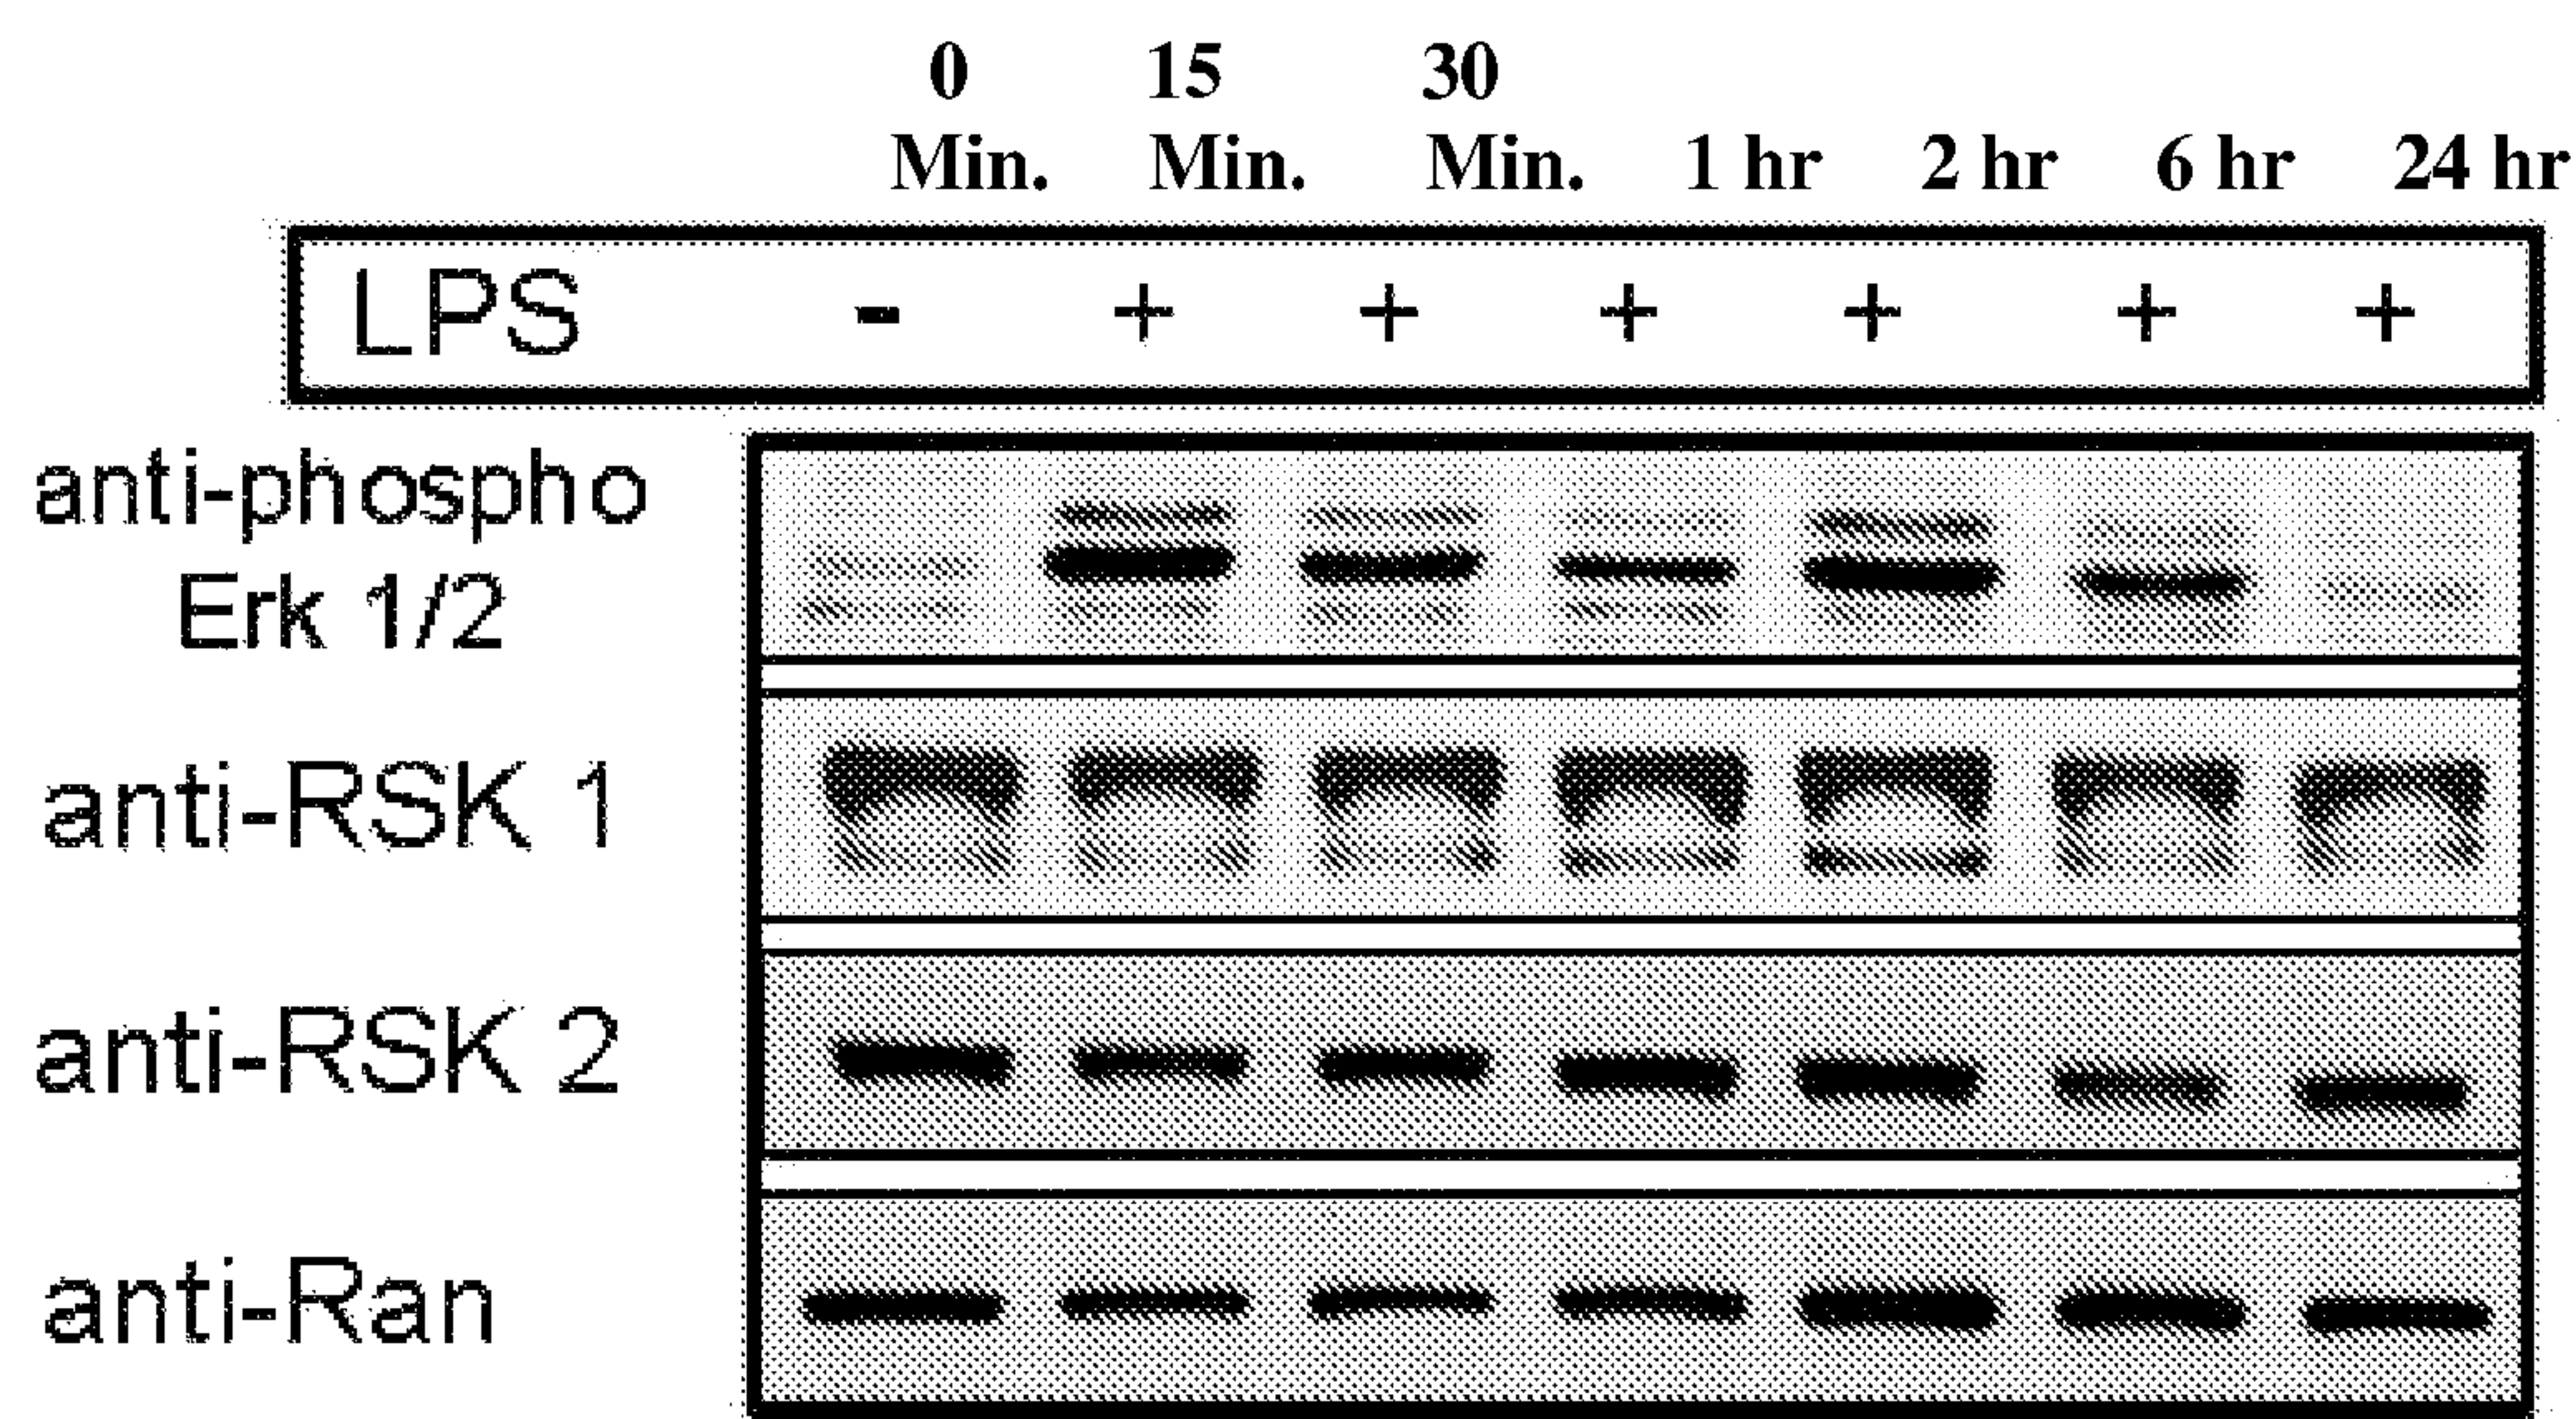 0 15 30
Min. Min. Min. 1 hr 2 hr 6 hr 24 hr
LPS - + + + + + +
anti-phospho
Erk 1/2
anti-RSK 1
anti-RSK 2
anti-Ran